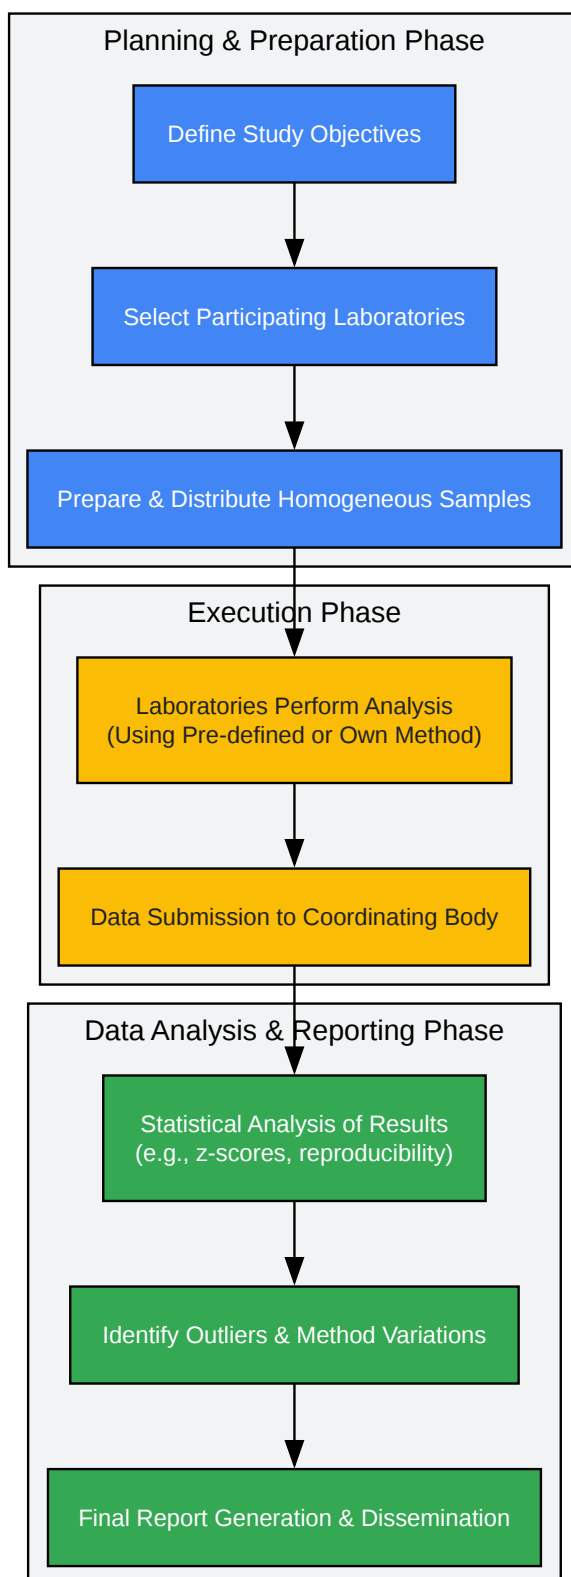 Planning & Preparation Phase
Define Study Objectives
Select Participating Laboratories
Prepare & Distribute Homogeneous Samples
Execution Phase
Laboratories Perform Analysis
(Using Pre-defined or Own Method)
Data Submission to Coordinating Body
Data Analysis & Reporting Phase
Statistical Analysis of Results
(e.g., z-scores, reproducibility)
Identify Outliers & Method Variations
Final Report Generation & Dissemination